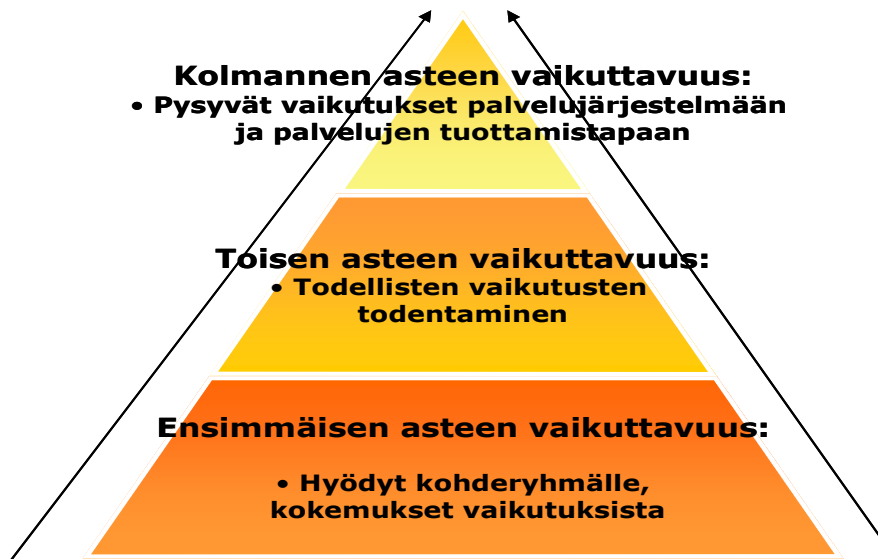 Kolmannen asteen vaikuttavuus:
• Pysyvät vaikutukset palvelujärjestelmään
ja palvelujen tuottamistapaan
Toisen asteen vaikuttavuus:
• Todellisten vaikutusten
todentaminen
Ensimmäisen asteen vaikuttavuus:
• Hyödyt kohderyhmälle,
kokemukset vaikutuksista